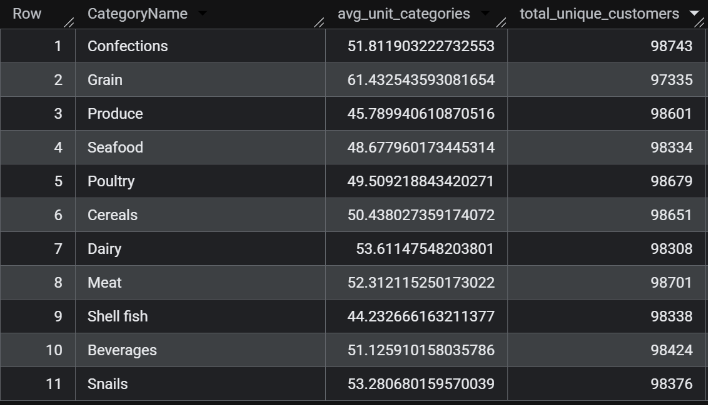 Row CategoryName avg_unit_categories total_unique_customers
1 Confections 51.811903222732553 98743
2 Grain 61.432543593081654 97335
3 Produce 45.789940610870516 98601
4 Seafood 48.677960173445314 98334
5 Poultry 49.509218843420271 98679
6 Cereals 50.438027359174072 98651
7 Dairy 53.61147548203801 98308
8 Meat 52.312115250173022 98701
9 Shell fish 44.232666163211377 98338
10 Beverages 51.125910158035786 98424
11 Snails 53.280680159570039 98376